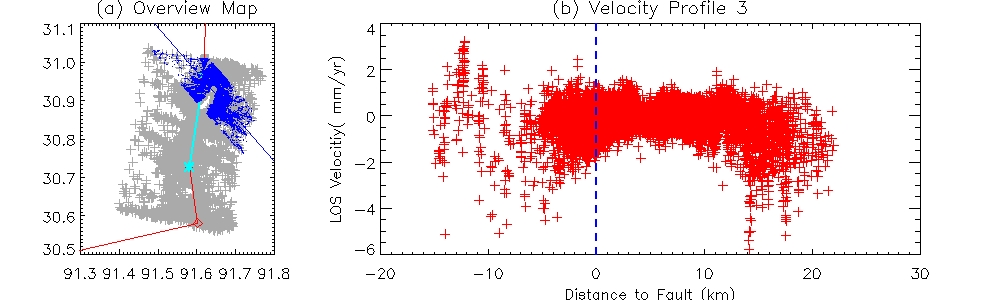 (a) Overview Map
31.1
31.0
30.9
30.8
30.7
30.6
30.5
91.3 91.4 91.5 91.6 91.7 91.8
(b) Velocity Profile 3
LOS Velocitiy( mm/yr)
4
2
0
-2
-4
-6
-20 -10 0 10 20 30
Distance to Fault (km)